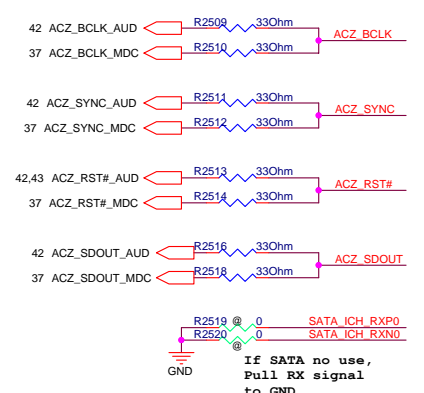 42 ACZ_BCLK_AUD R2509 33Ohm
ACZ_BCLK
37 ACZ_BCLK_MDC R2510 33Ohm
42 ACZ_SYNC_AUD R2511 33Ohm
ACZ_SYNC
37 ACZ_SYNC_MDC R2512 33Ohm
42,43 ACZ_RST#_AUD R2513 33Ohm
ACZ_RST#
37 ACZ_RST#_MDC R2514 33Ohm
42 ACZ_SDOUT_AUD R2516 33Ohm
ACZ_SDOUT
37 ACZ_SDOUT_MDC R2518 33Ohm
R2519 @ 0 SATA_ICH_RXP0
R2520 0 SATA_ICH_RXN0
@
GND
If SATA no use,
Pull RX signal
to GND